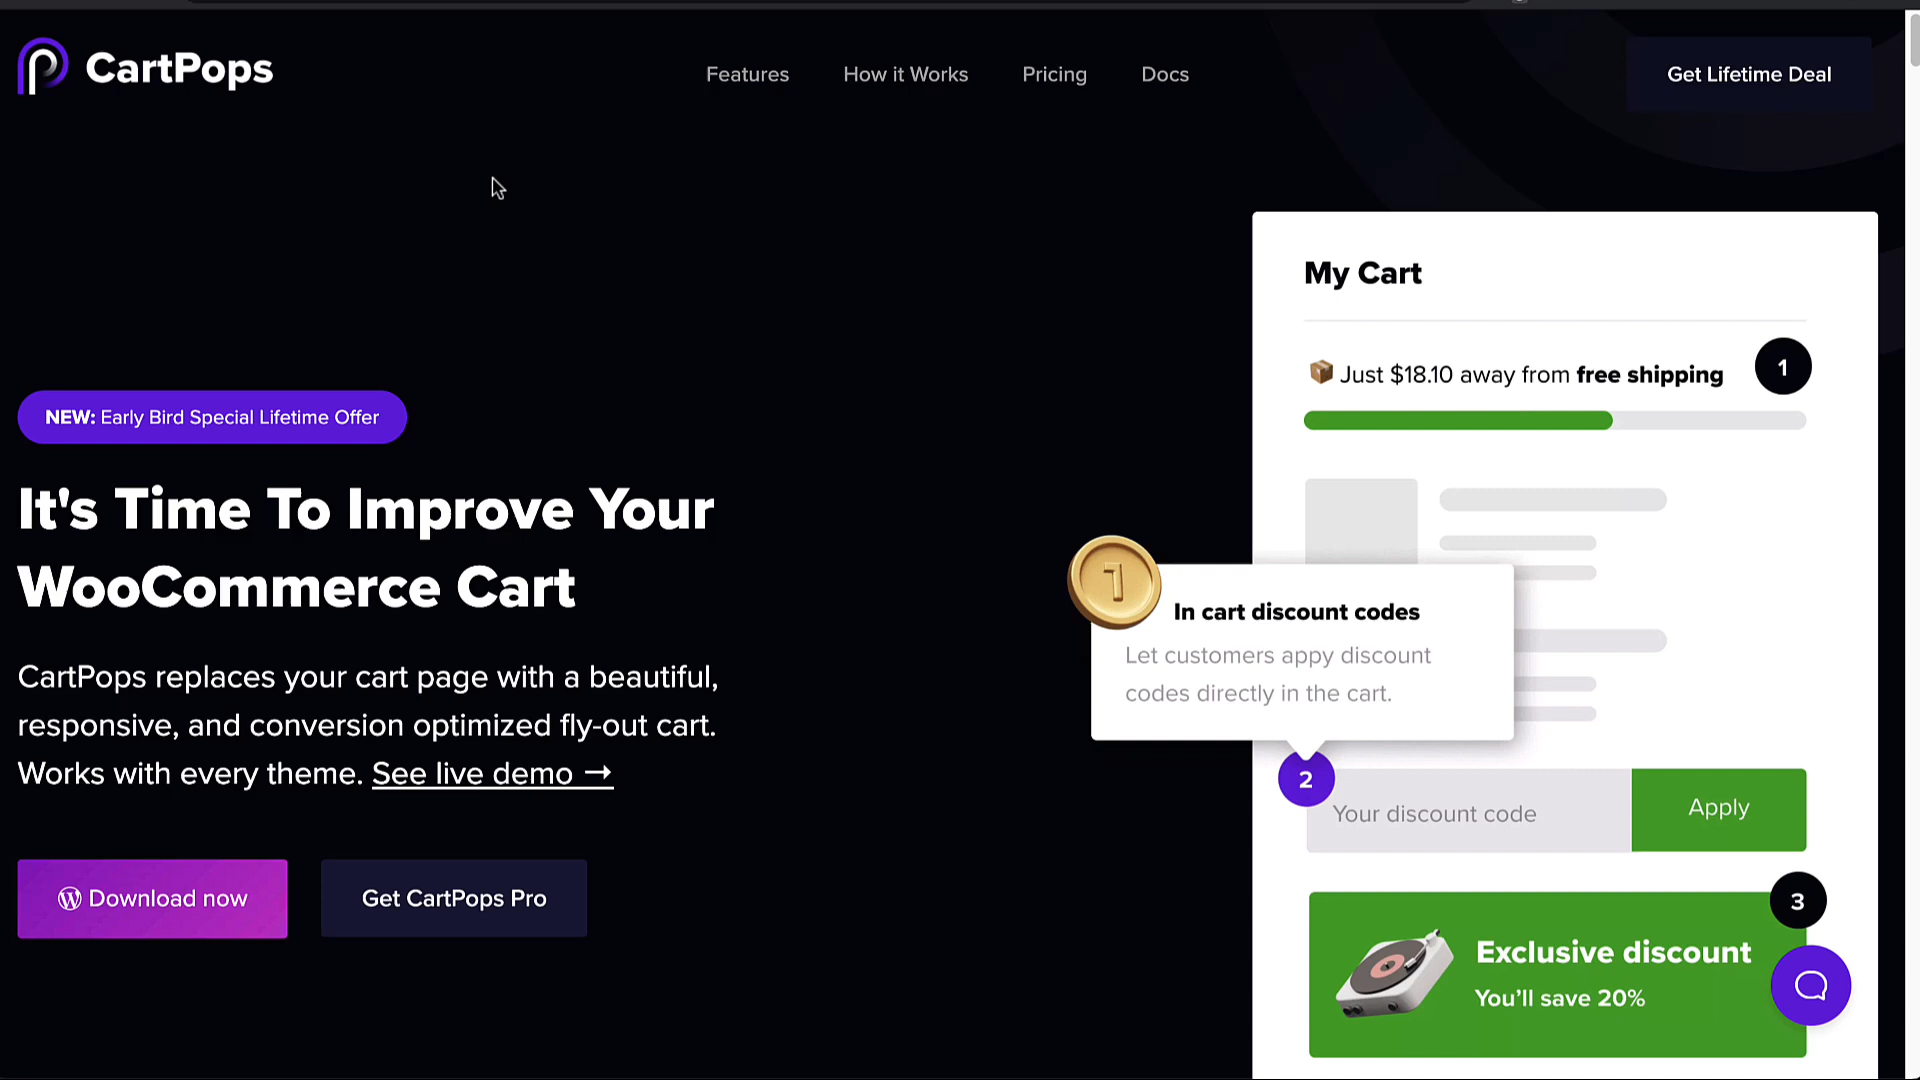 CartPops
Features
How it Works
Pricing
Docs
Get Lifetime Deal
NEW: Early Bird Special Lifetime Offer
It's Time To Improve Your
WooCommerce Cart
CartPops replaces your cart page with a beautiful,
responsive, and conversion optimized fly-out cart.
Works with every theme. See live demo →
Download now
Get CartPops Pro
My Cart
Just $18.10 away from free shipping
1
1
In cart discount codes
Let customers appy discount
codes directly in the cart.
2
Your discount code
Apply
3
Exclusive discount
You’ll save 20%